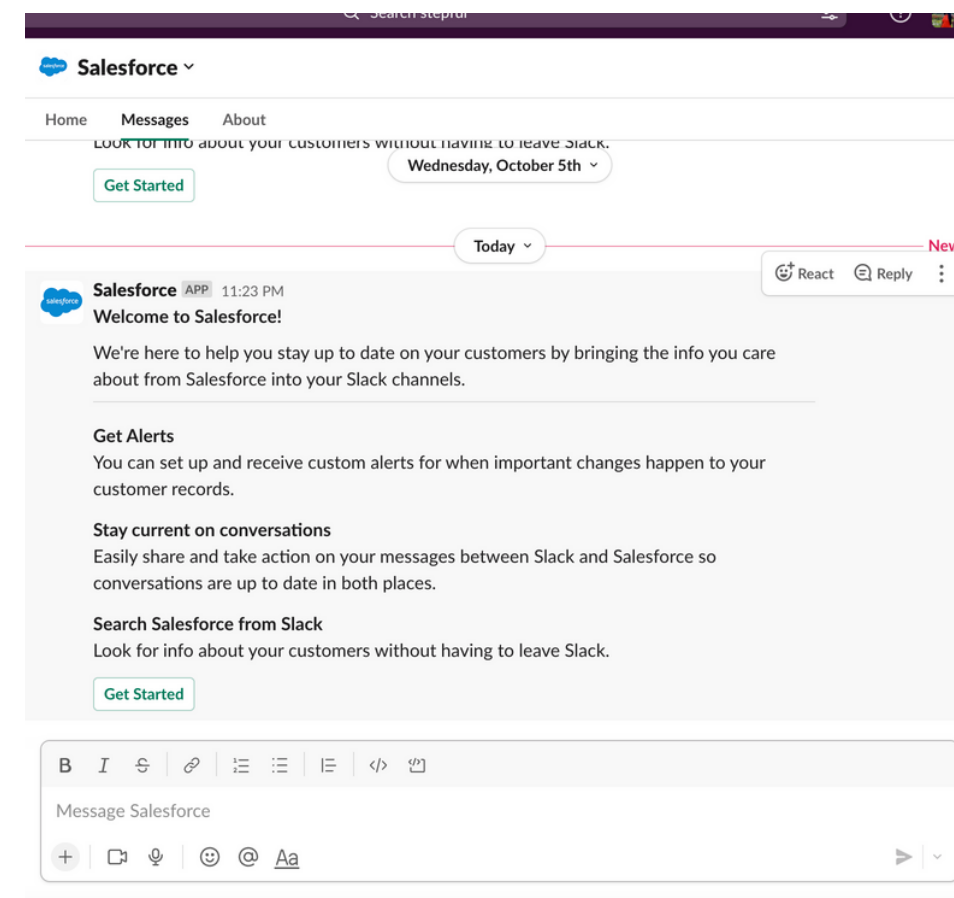 Search stepful
Salesforce
Home Messages About
Look for info about your customers without having to leave Slack.
Wednesday, October 5th
Get Started
Today
New
React Reply
salesforce
Salesforce APP 11:23 PM
Welcome to Salesforce!
We're here to help you stay up to date on your customers by bringing the info you care
about from Salesforce into your Slack channels.
Get Alerts
You can set up and receive custom alerts for when important changes happen to your
customer records.
Stay current on conversations
Easily share and take action on your messages between Slack and Salesforce so
conversations are up to date in both places.
Search Salesforce from Slack
Look for info about your customers without having to leave Slack.
Get Started
B I S
Message Salesforce
Aa